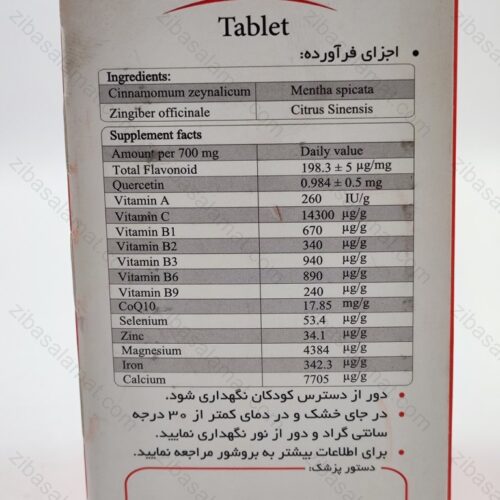 Tablet
• اجزای فرآورده:
Ingredients:
Cinnamomum zeynalicum Mentha spicata
Zingiber officinale Citrus Sinensis
Supplement facts
Amount per 700 mg Daily value
Total Flavonoid 198.3 ± 5 µg/mg
Quercetin 0.984 ± 0.5 mg
Vitamin A 260 IU/g
Vitamin C 14300 µg/g
Vitamin B1 670 µg/g
Vitamin B2 340 µg/g
Vitamin B3 940 µg/g
Vitamin B6 890 µg/g
Vitamin B9 240 µg/g
CoQ10 17.85 mg/g
Selenium 53.4 µg/g
Zinc 34.1 µg/g
Magnesium 4384 µg/g
Iron 342.3 µg/g
Calcium 7705 µg/g
• دور از دسترس کودکان نگهداری شود.
• در جای خشک و در دمای کمتر از ۳۰ درجه
سانتی گراد و دور از نور نگهداری نمایید.
• برای اطلاعات بیشتر به بروشور مراجعه نمایید.
دستور پزشک:
zibasalamat.com